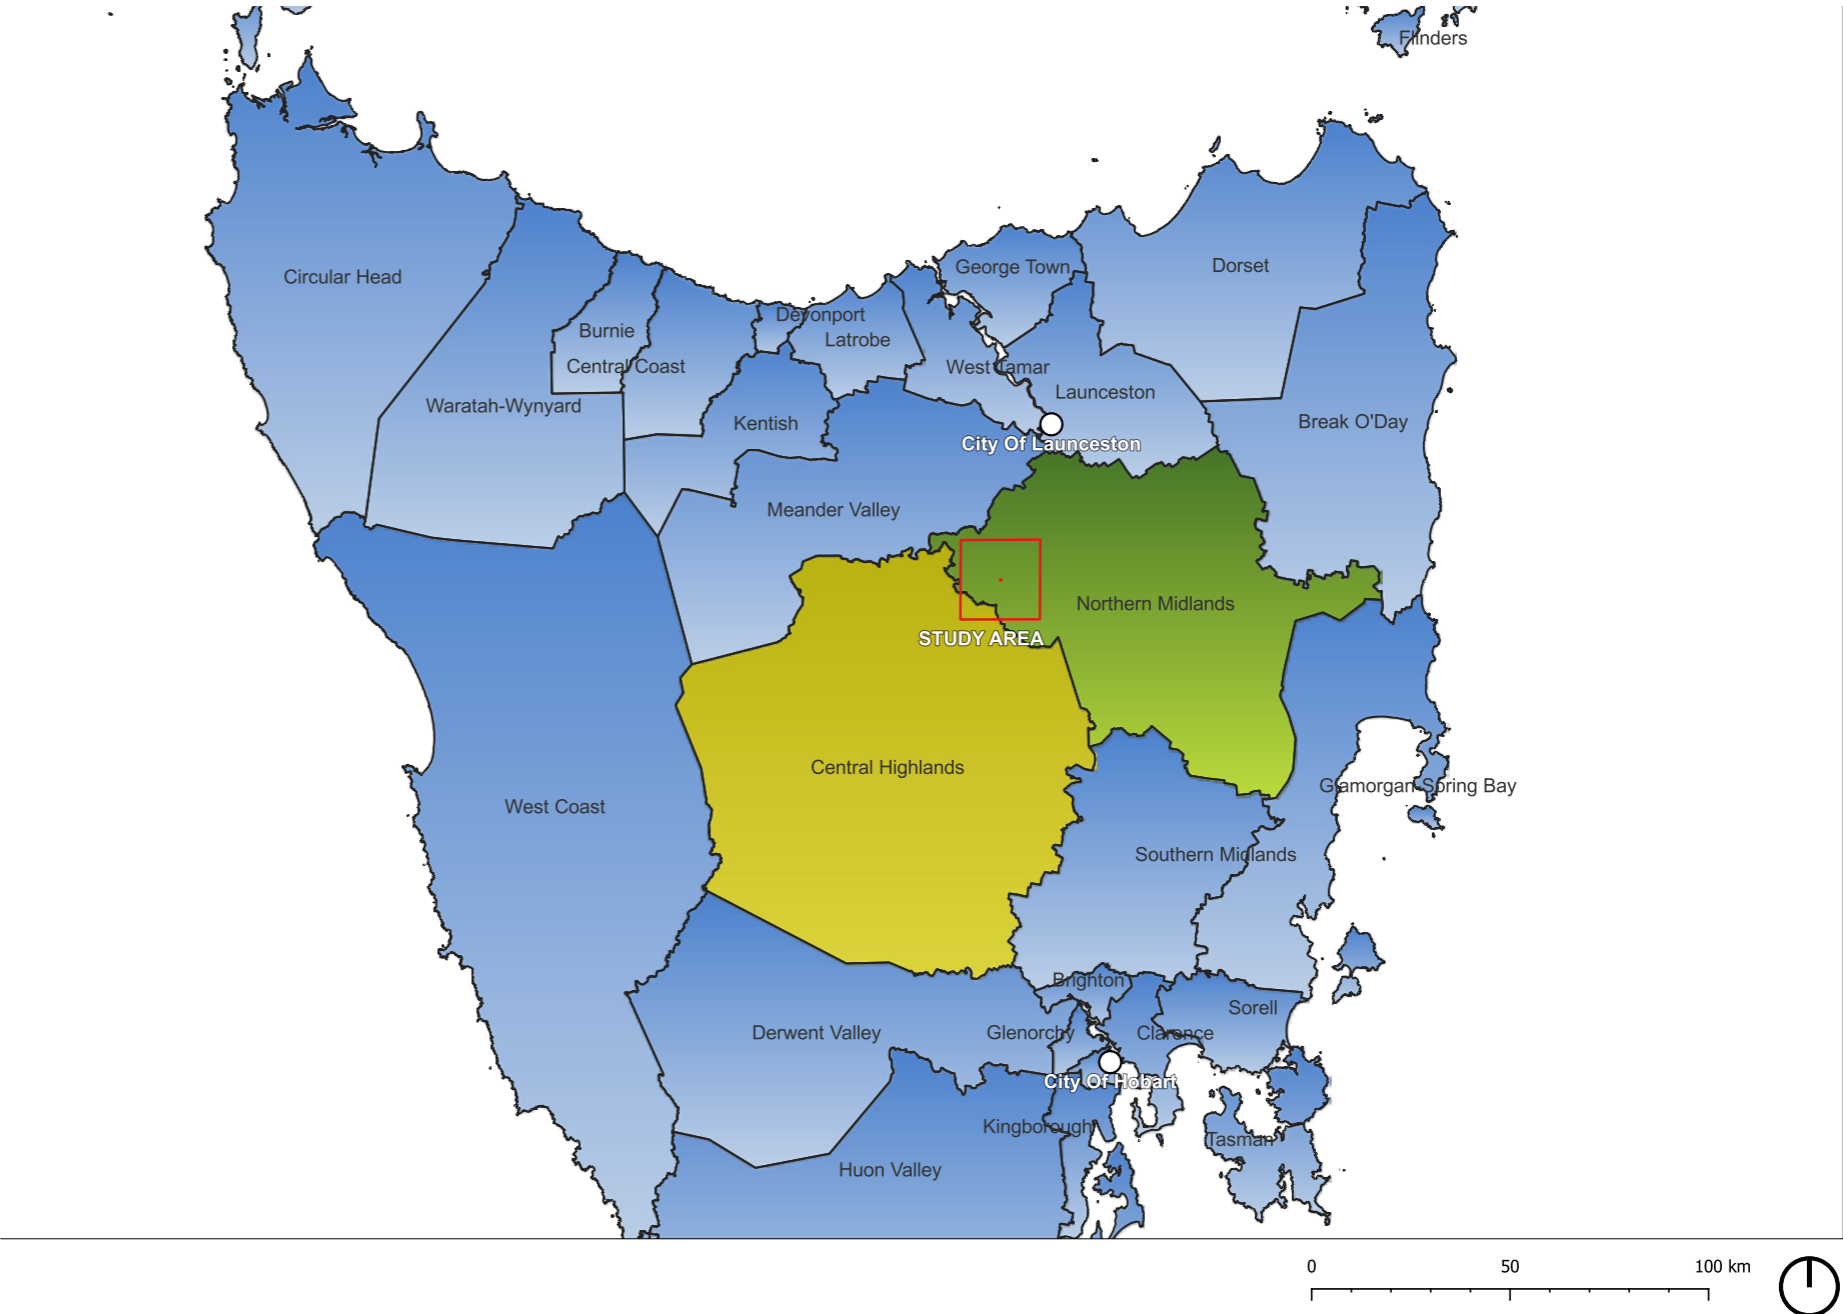 Flinders
George Town
Dorset
Circular Head
Devonport
Burnie
Latrobe
Central Coast
West Tamar
Launceston
Waratah-Wynyard
Kentish
Break O'Day
City Of Launceston
Meander Valley
Northern Midlands
STUDY AREA
Central Highlands
Glamorgan-Spring Bay
West Coast
Southern Midlands
Brighton
Sorell
Derwent Valley
Glenorchy
Clarence
City Of Hobart
Kingborough
Tasman
Huon Valley
0 50 100 km